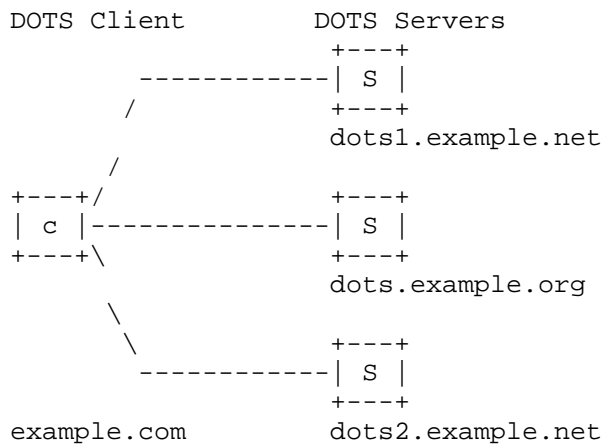 DOTS Client DOTS Servers
S
dots1.example.net
c S
dots.example.org
S
example.com dots2.example.net